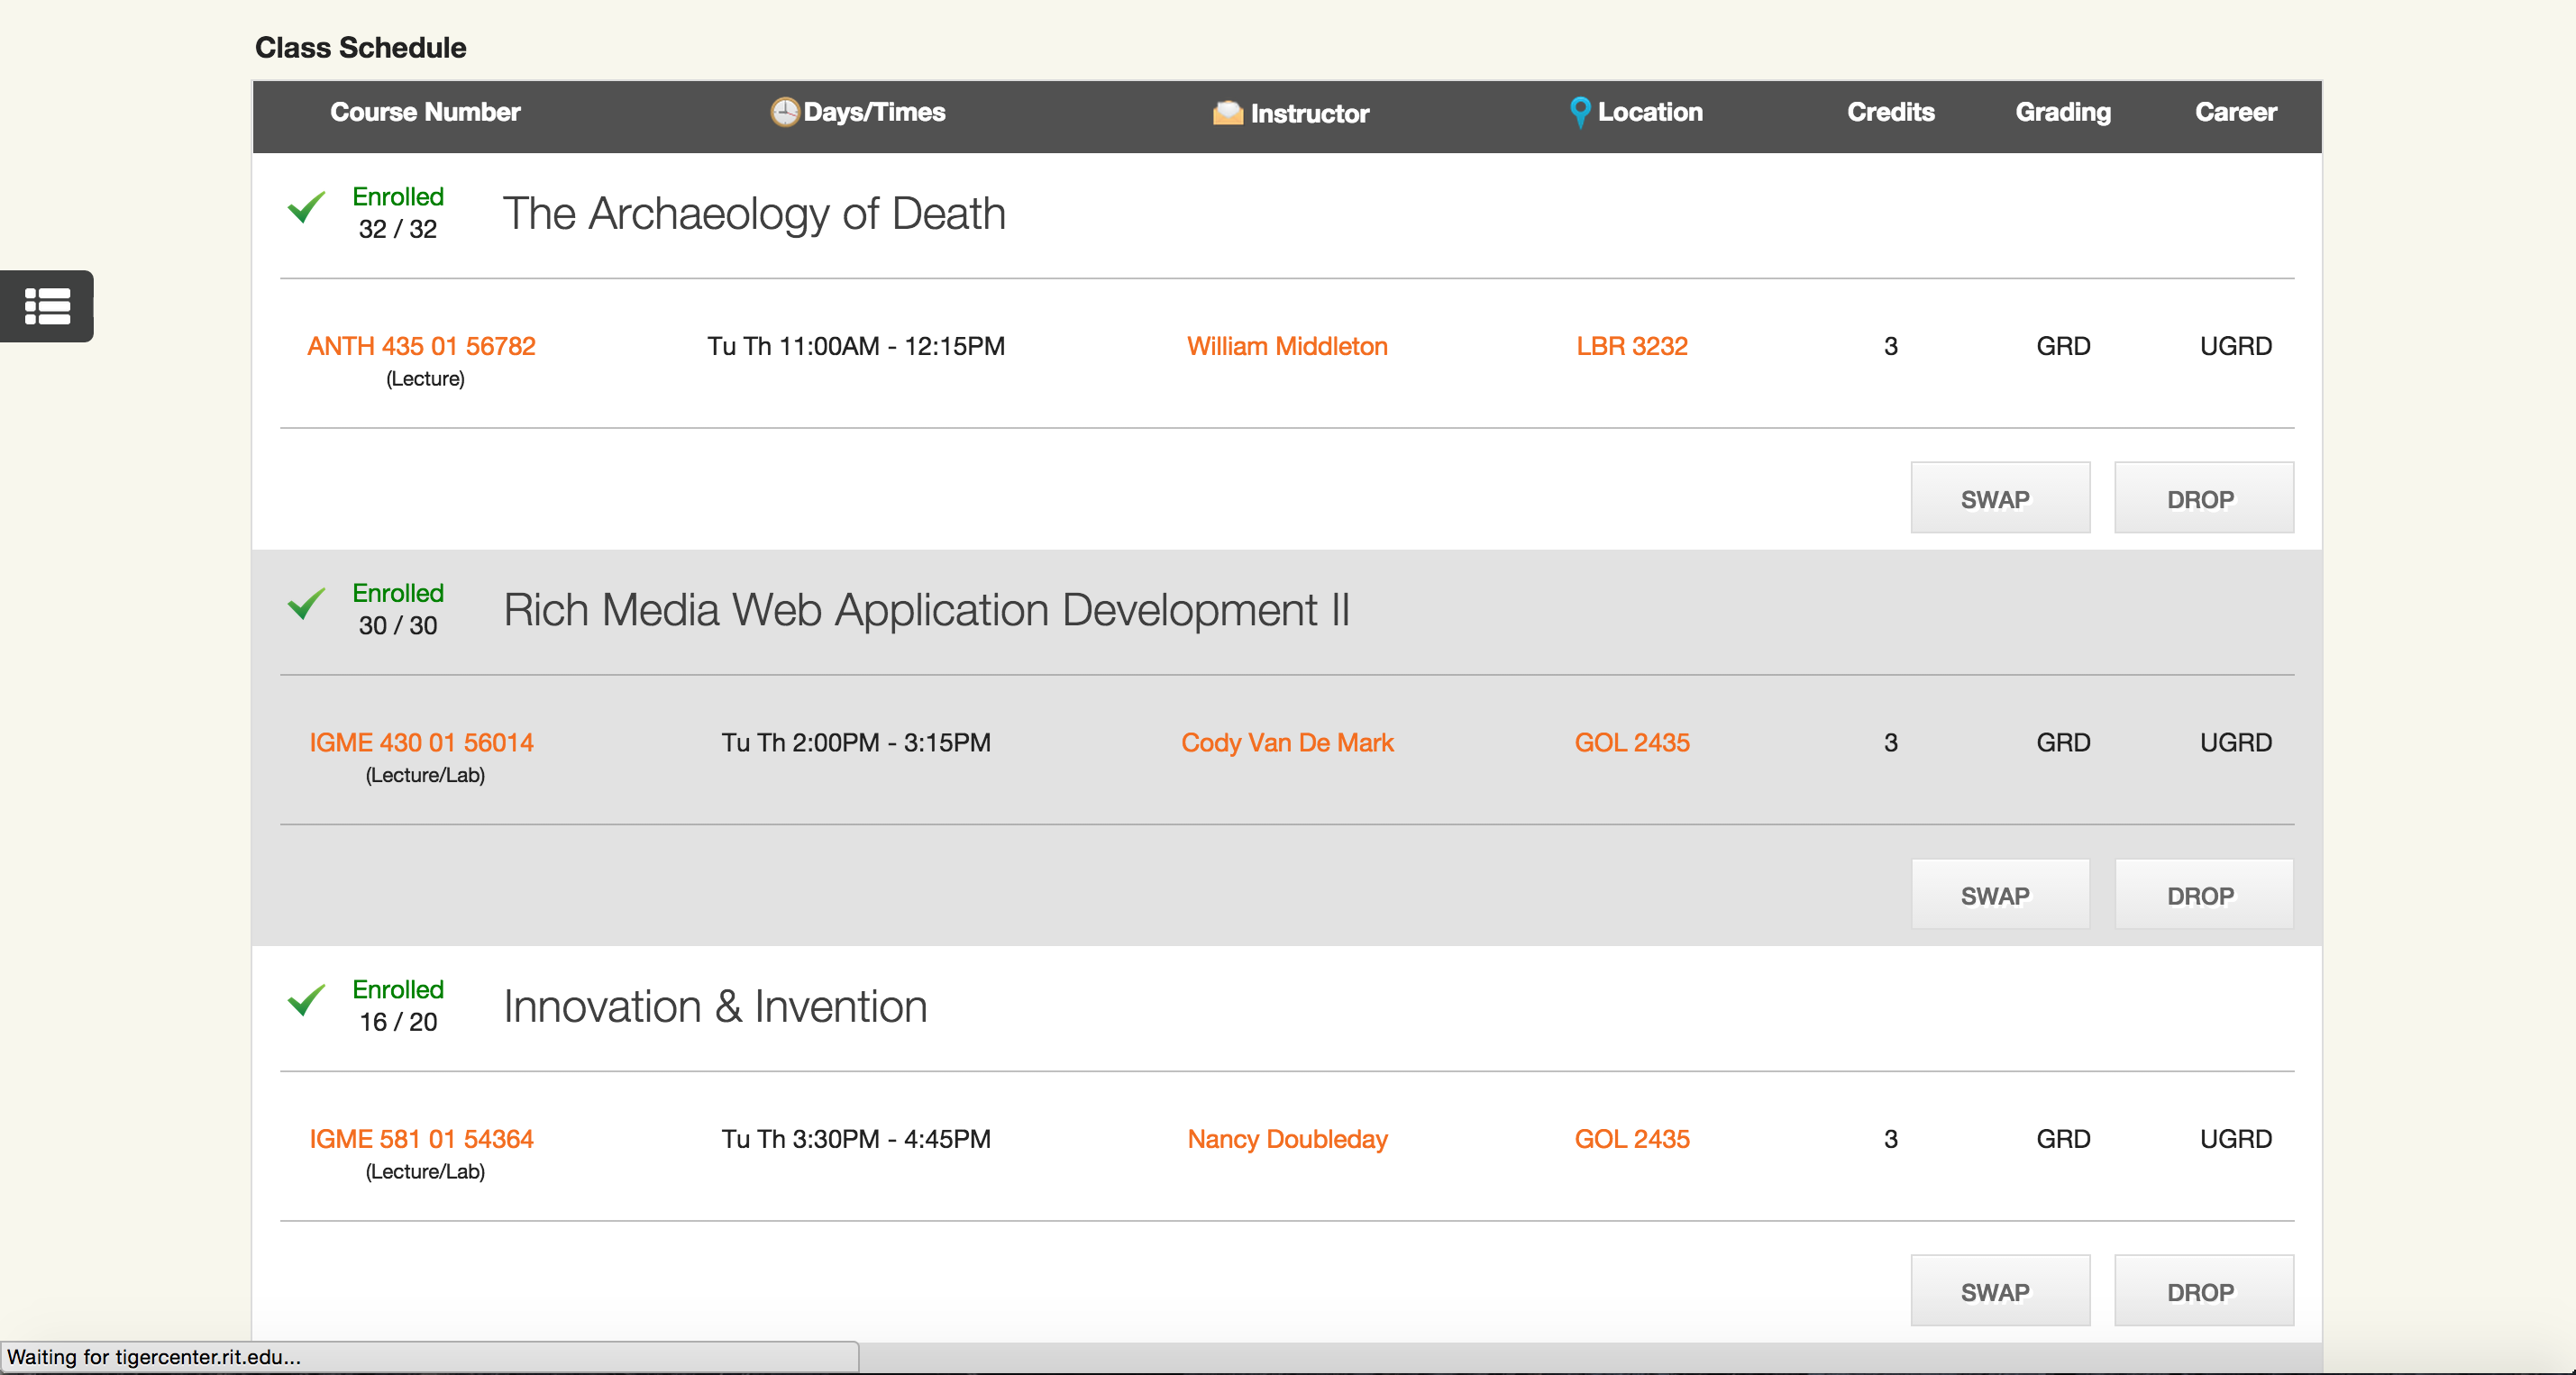 Class Schedule
Course Number Days/Times Instructor Location Credits Grading Career
Enrolled
32 / 32
The Archaeology of Death
ANTH 435 01 56782 Tu Th 11:00AM - 12:15PM William Middleton LBR 3232 3 GRD UGRD
(Lecture)
SWAP DROP
Enrolled
30 / 30
Rich Media Web Application Development II
IGME 430 01 56014 Tu Th 2:00PM - 3:15PM Cody Van De Mark GOL 2435 3 GRD UGRD
(Lecture/Lab)
SWAP DROP
Enrolled
16 / 20
Innovation & Invention
IGME 581 01 54364 Tu Th 3:30PM - 4:45PM Nancy Doubleday GOL 2435 3 GRD UGRD
(Lecture/Lab)
SWAP DROP
Waiting for tigercenter.rit.edu...